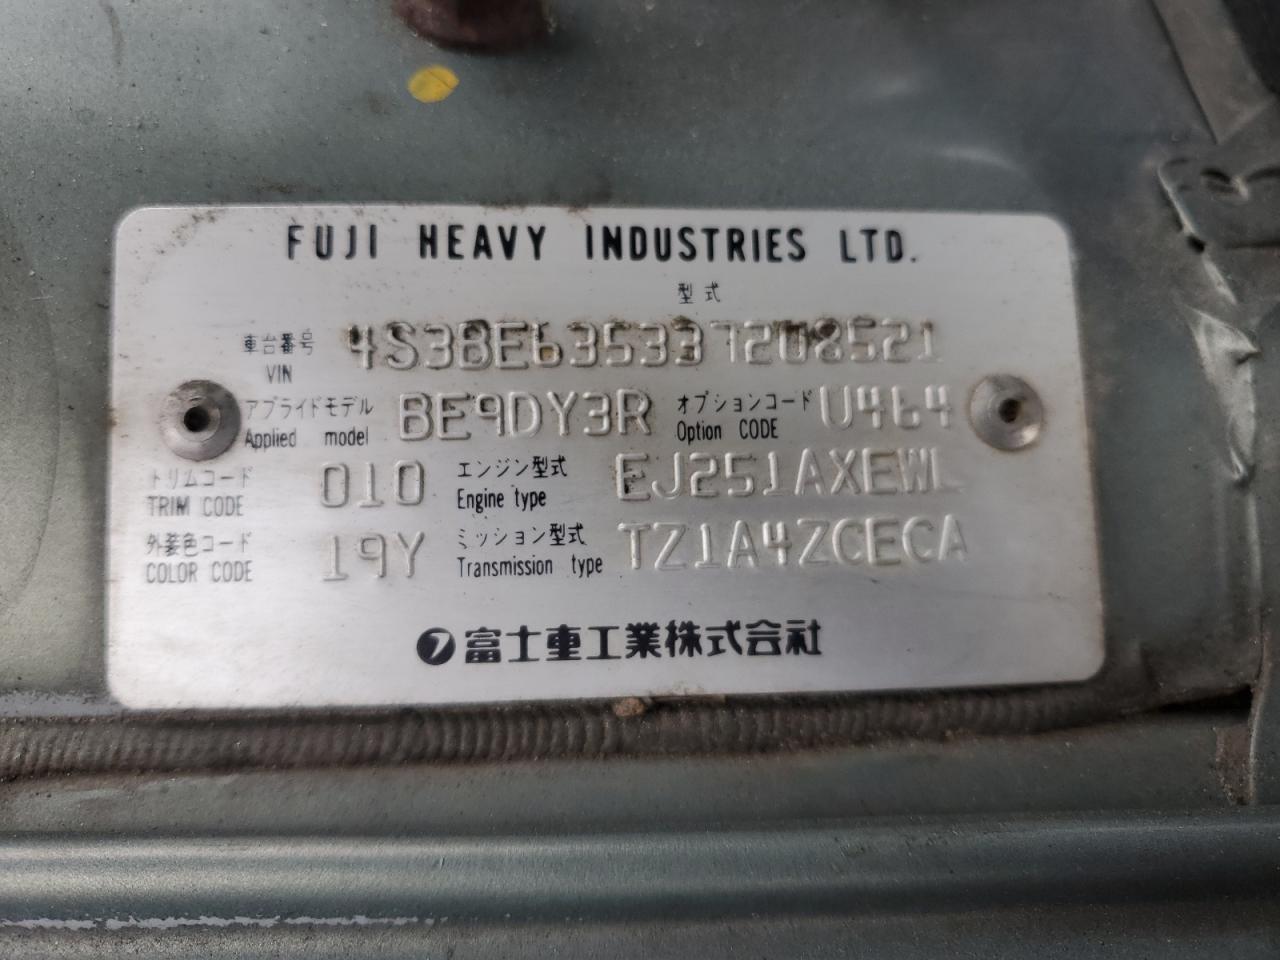 FUJI HEAVY INDUSTRIES LTD.
型式
車台番号 VIN 4S3BE635337208521
アプライドモデル Applied model BE9DY3R オプションコード Option CODE U464
トリムコード TRIM CODE 010 エンジン型式 Engine type EJ251AXEWL
外装色コード COLOR CODE 19Y ミッション型式 Transmission type TZ1A4ZCECA
富士重工業株式会社